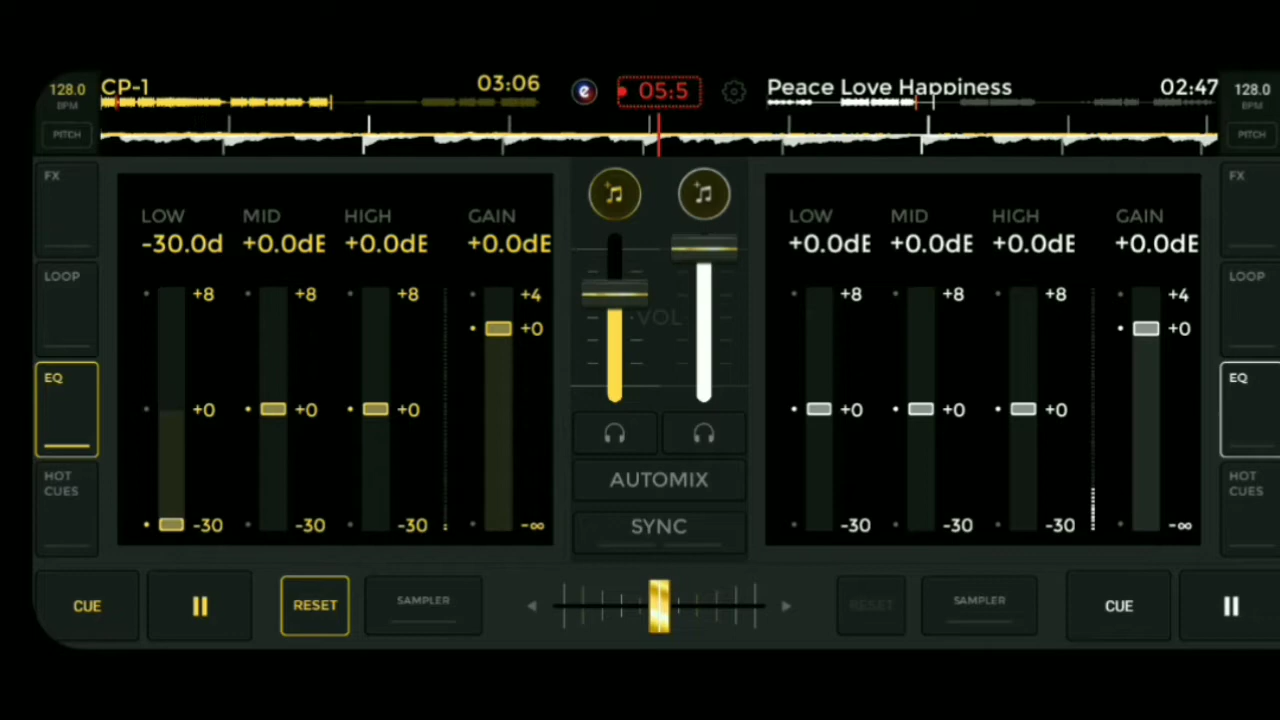 128.0
BPM
PITCH
CP-1
03:06
e
05:5
Peace Love Happiness
02:47
128.0
BPM
PITCH
FX
LOOP
EQ
HOT
CUES
LOW MID HIGH GAIN
-30.0d +0.0dE +0.0dE +0.0dE
+8 +8 +8 +4
+0
+0 +0 +0
-30 -30 -30 -∞
VOL
AUTOMIX
SYNC
LOW MID HIGH GAIN
+0.0dE +0.0dE +0.0dE +0.0dE
+8 +8 +8 +4
+0
+0 +0 +0
-30 -30 -30 -∞
FX
LOOP
EQ
HOT
CUES
CUE
RESET
SAMPLER
RESET
SAMPLER
CUE